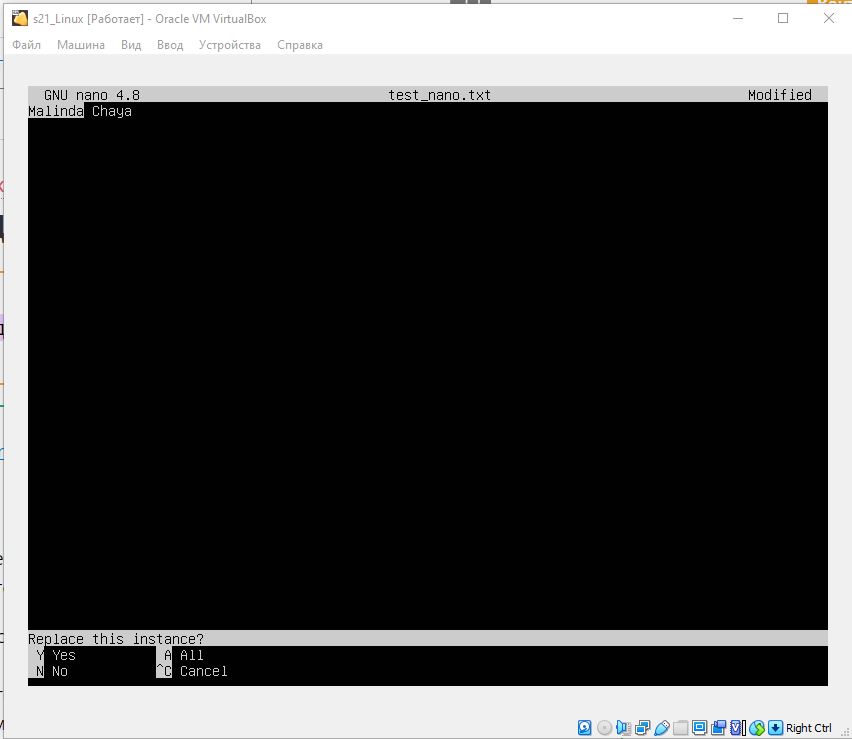 s21_Linux [Работает] - Oracle VM VirtualBox
Файл Машина Вид Ввод Устройства Справка
GNU nano 4.8 test_nano.txt Modified
Malinda Chaya
Replace this instance?
Y Yes A All
N No ^C Cancel
Right Ctrl